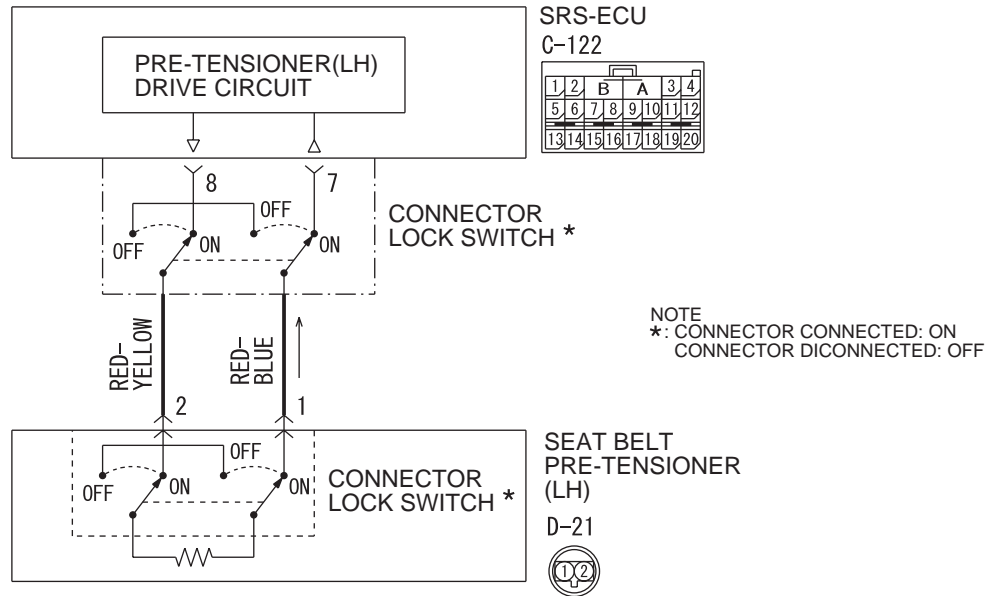 SRS-ECU
C-122
PRE-TENSIONER(LH)
DRIVE CIRCUIT
1 2 B A 3 4
5 6 7 8 9 10 11 12
13 14 15 16 17 18 19 20
8 7
OFF
OFF ON ON
CONNECTOR
LOCK SWITCH *
NOTE
*: CONNECTOR CONNECTED: ON
CONNECTOR DICONNECTED: OFF
RED-
YELLOW
RED-
BLUE
2 1
OFF
OFF ON ON
CONNECTOR
LOCK SWITCH *
SEAT BELT
PRE-TENSIONER
(LH)
D-21
1 2